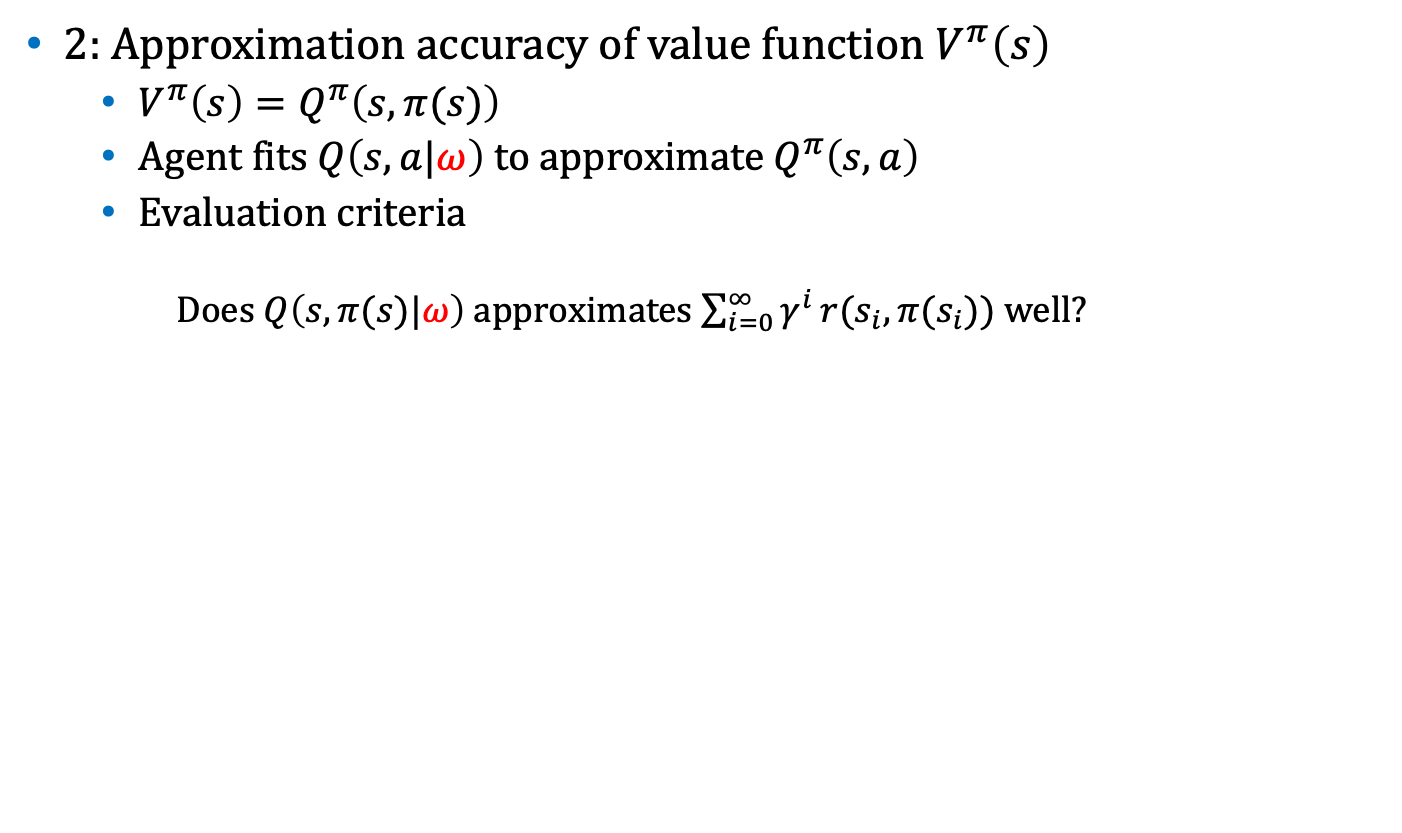 • 2: Approximation accuracy of value function V^π(s)
• V^π(s) = Q^π(s, π(s))
• Agent fits Q(s, a|ω) to approximate Q^π(s, a)
• Evaluation criteria
Does Q(s, π(s)|ω) approximates ∑_{i=0}^{∞} γ^i r(s_i, π(s_i)) well?